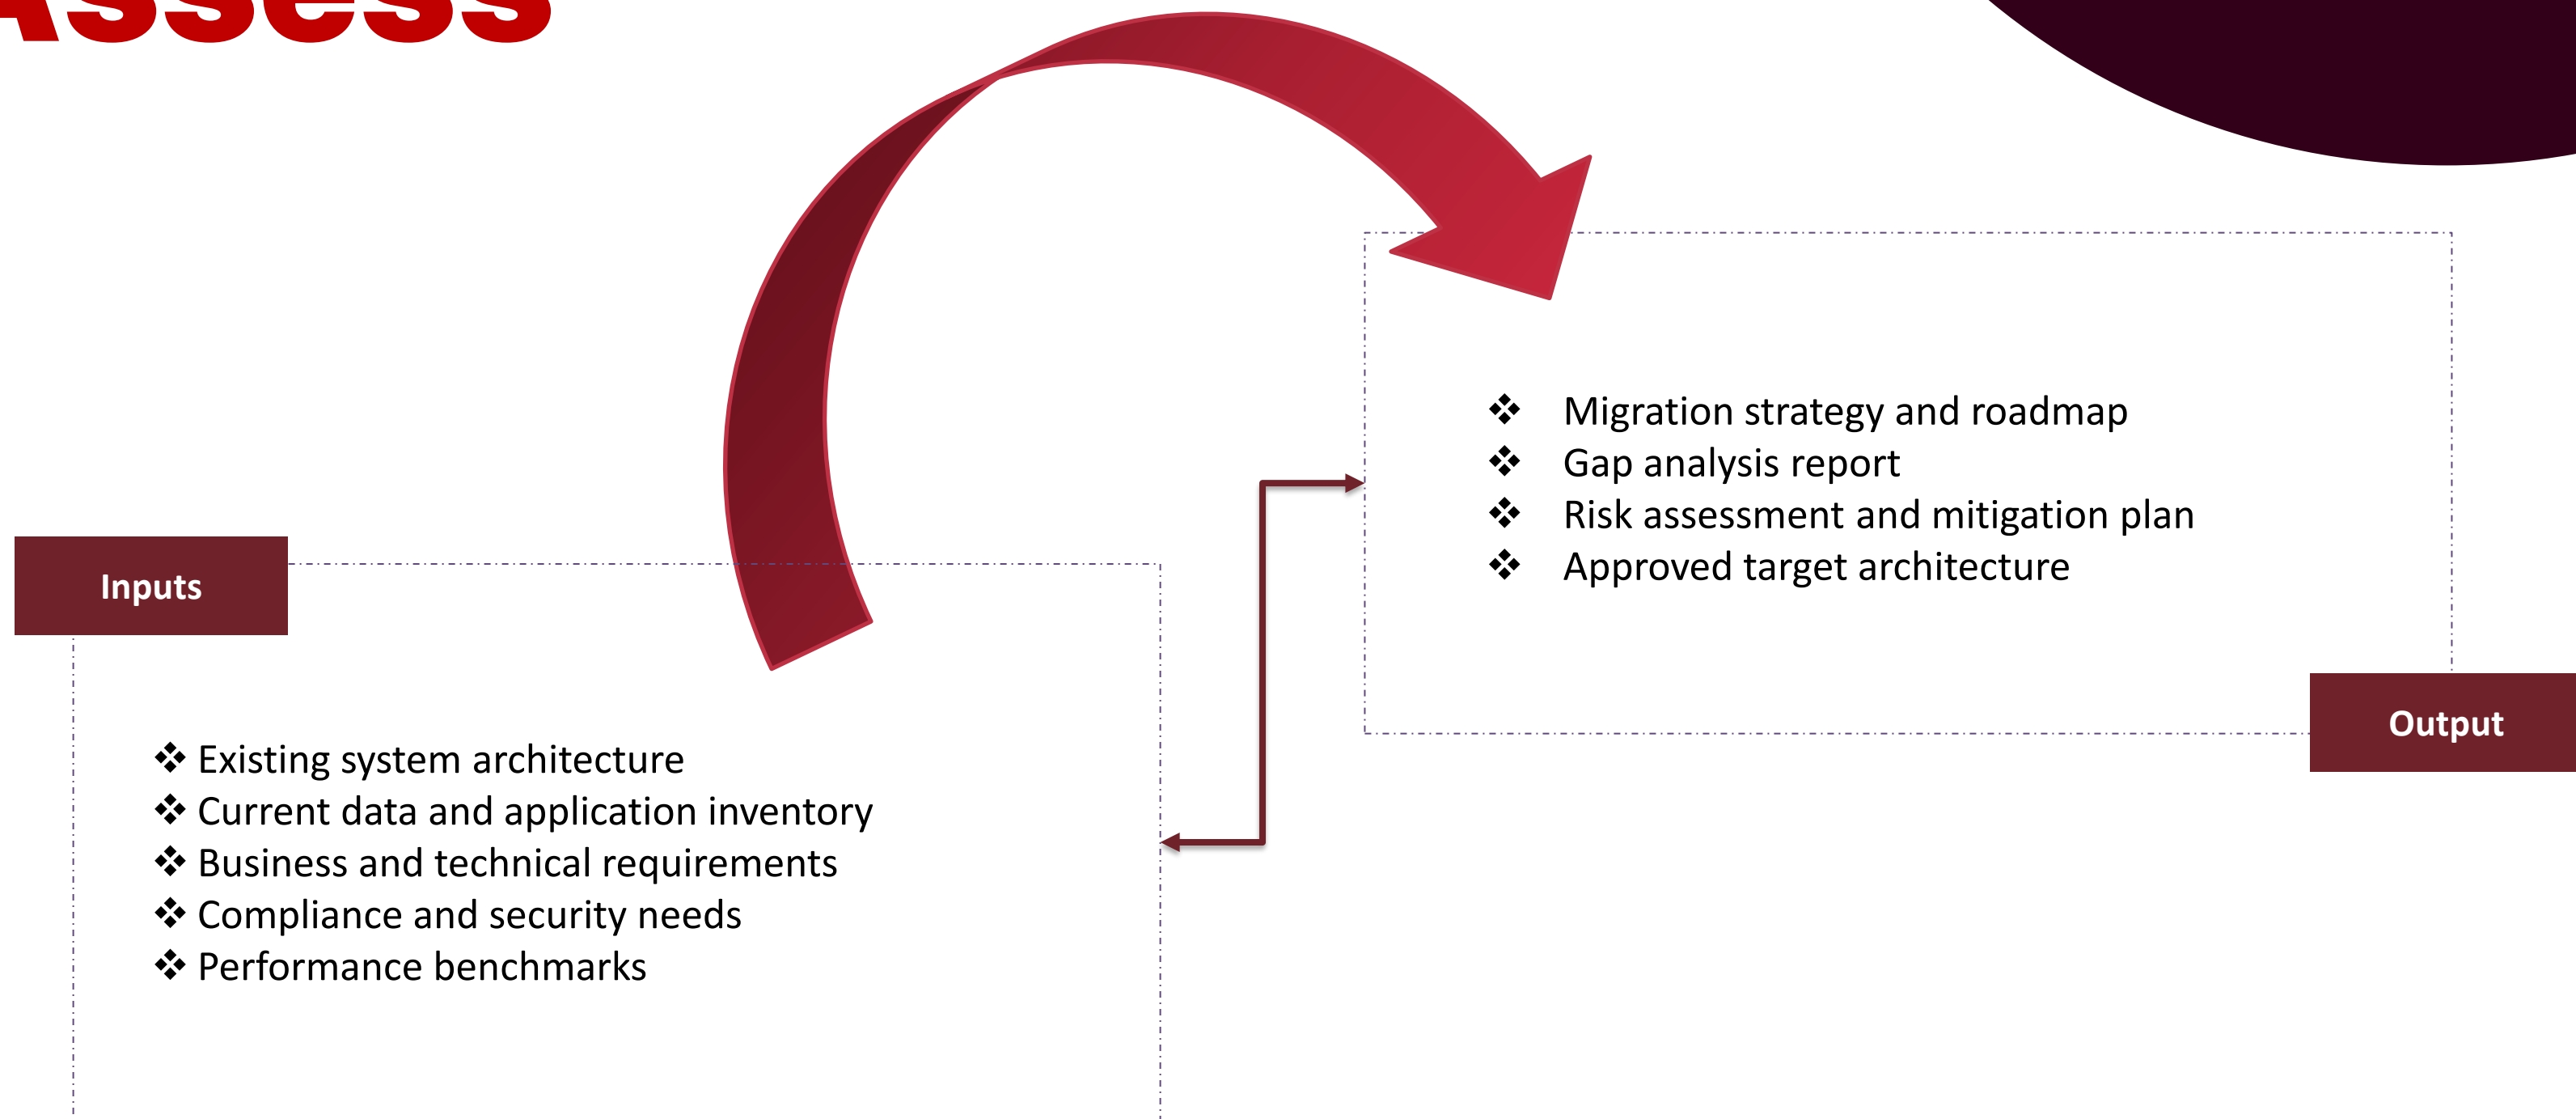 Assess
Inputs
❖ Existing system architecture
❖ Current data and application inventory
❖ Business and technical requirements
❖ Compliance and security needs
❖ Performance benchmarks
❖ Migration strategy and roadmap
❖ Gap analysis report
❖ Risk assessment and mitigation plan
❖ Approved target architecture
Output